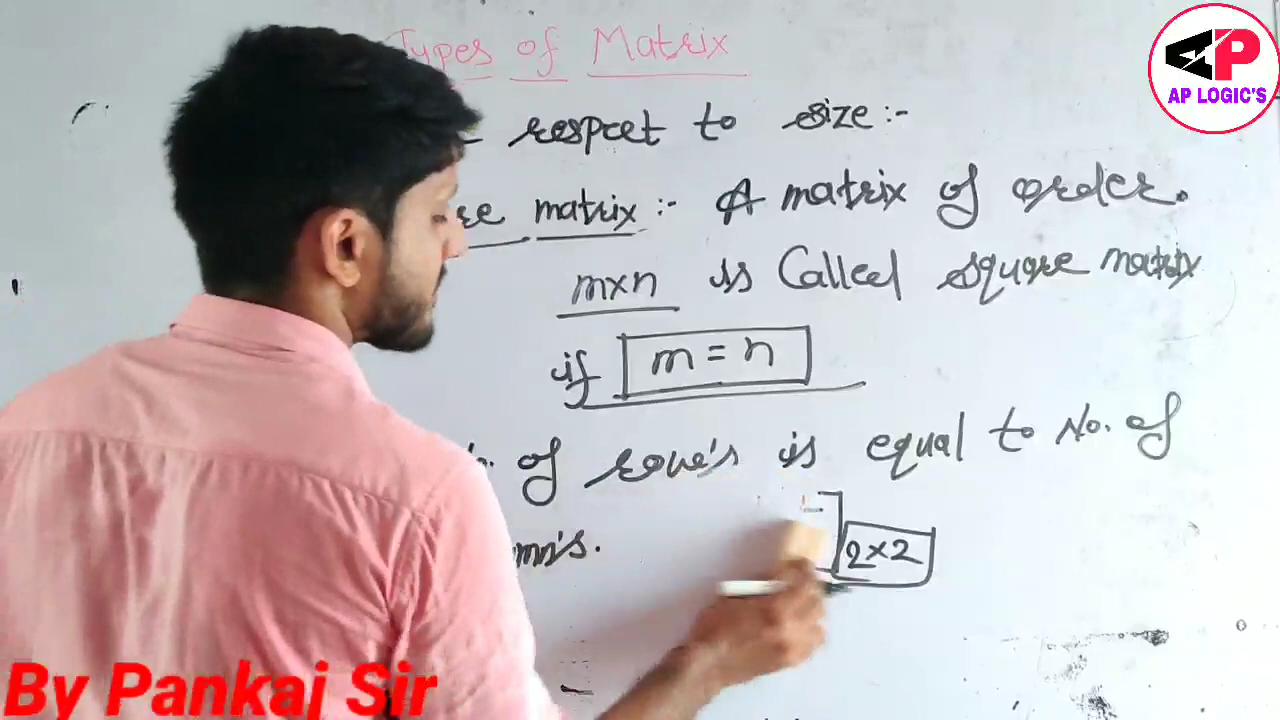 Types of Matrix
AP
AP LOGIC'S
respect to size:-
matrix :- A matrix of order.
mxn is Called square matrix
if m = n
of rows's is equal to No. of
2×2
By Pankaj Sir